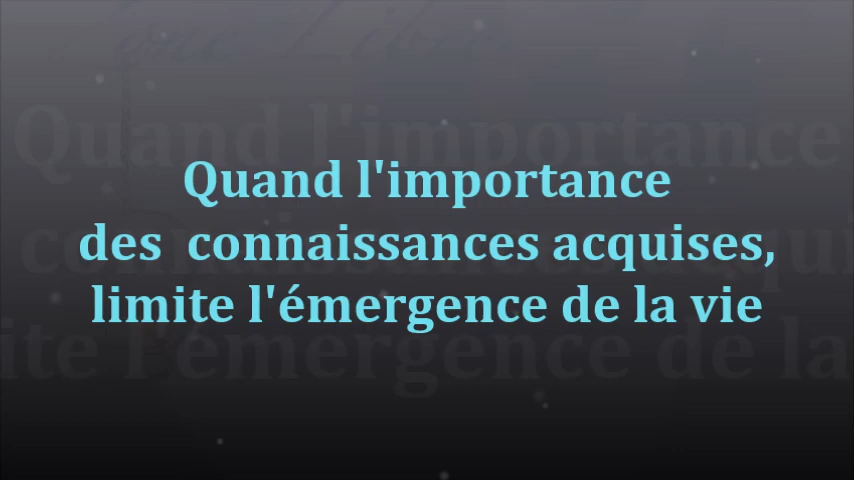 Quand l'importance
des connaissances acquises,
limite l'émergence de la vie